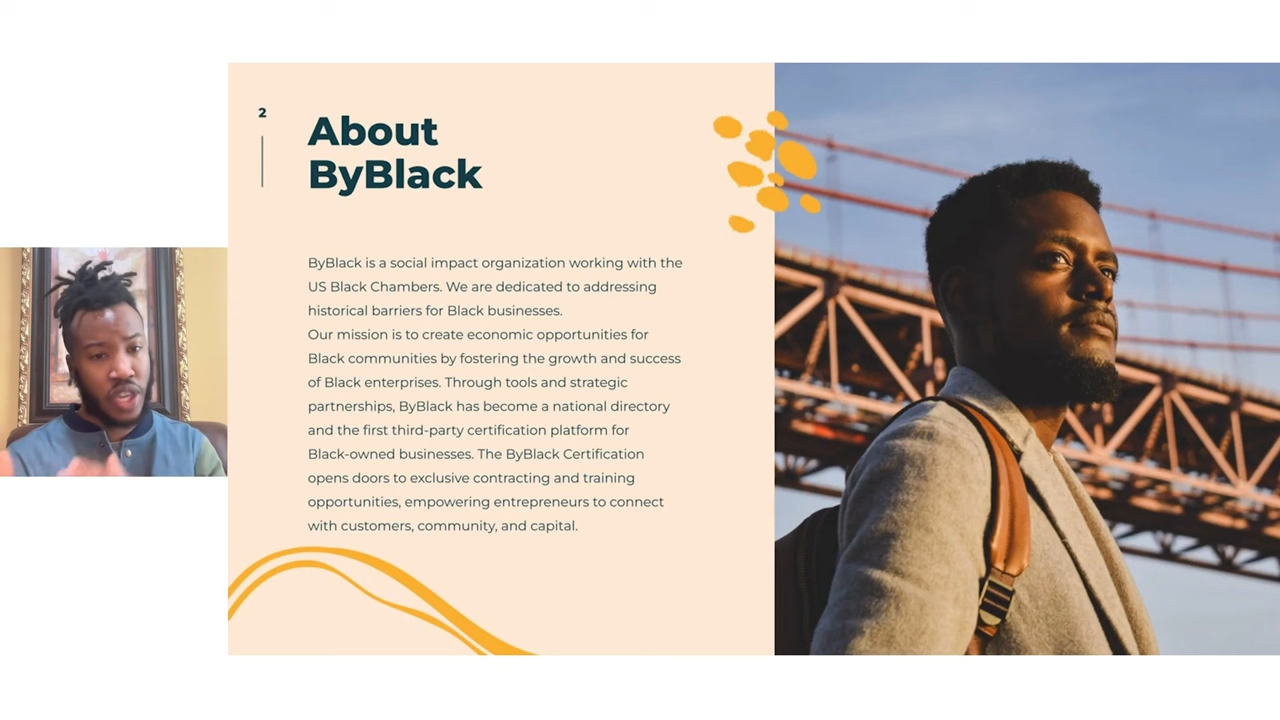 2
About
ByBlack
ByBlack is a social impact organization working with the
US Black Chambers. We are dedicated to addressing
historical barriers for Black businesses.
Our mission is to create economic opportunities for
Black communities by fostering the growth and success
of Black enterprises. Through tools and strategic
partnerships, ByBlack has become a national directory
and the first third-party certification platform for
Black-owned businesses. The ByBlack Certification
opens doors to exclusive contracting and training
opportunities, empowering entrepreneurs to connect
with customers, community, and capital.